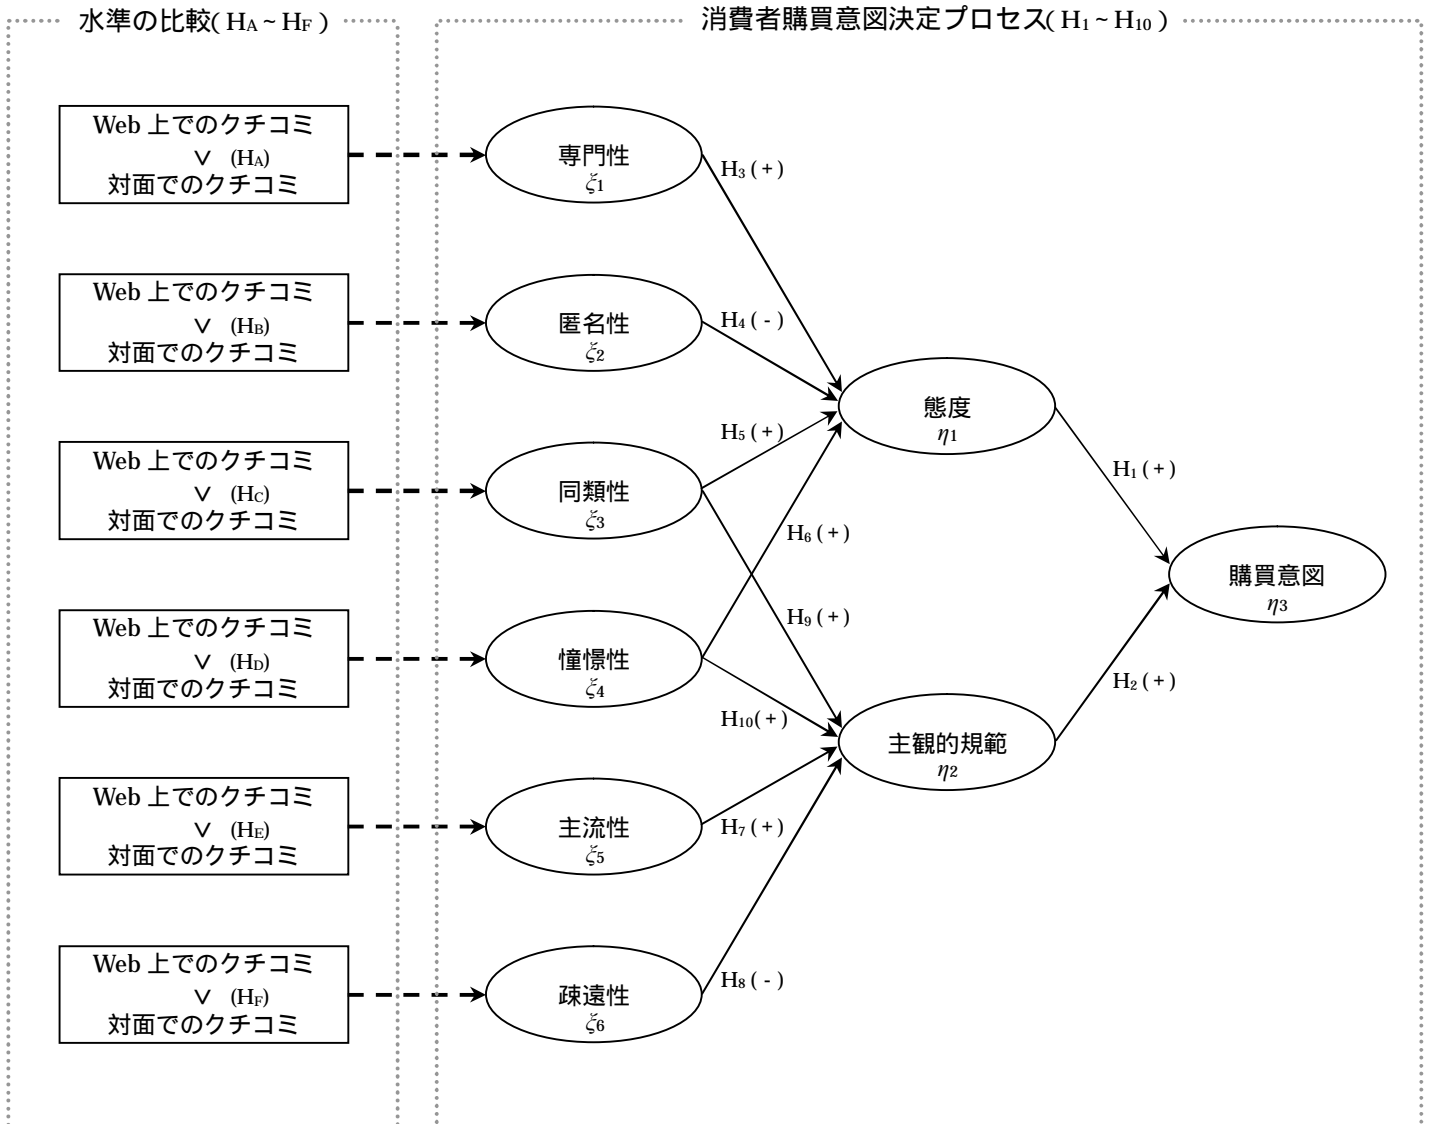 水準の比較( HA ~ HF )
消費者購買意図決定プロセス( H1 ~ H10 )
Web 上でのクチコミ
∨ (HA)
対面でのクチコミ
専門性
ξ1
H3 ( + )
Web 上でのクチコミ
∨ (HB)
対面でのクチコミ
匿名性
ξ2
H4 ( - )
態度
η1
Web 上でのクチコミ
∨ (HC)
対面でのクチコミ
同類性
ξ3
H5 ( + )
H1 ( + )
H6 ( + )
購買意図
η3
Web 上でのクチコミ
∨ (HD)
対面でのクチコミ
憧憬性
ξ4
H9 ( + )
H10( + )
H2 ( + )
主観的規範
η2
Web 上でのクチコミ
∨ (HE)
対面でのクチコミ
主流性
ξ5
H7 ( + )
Web 上でのクチコミ
∨ (HF)
対面でのクチコミ
疎遠性
ξ6
H8 ( - )